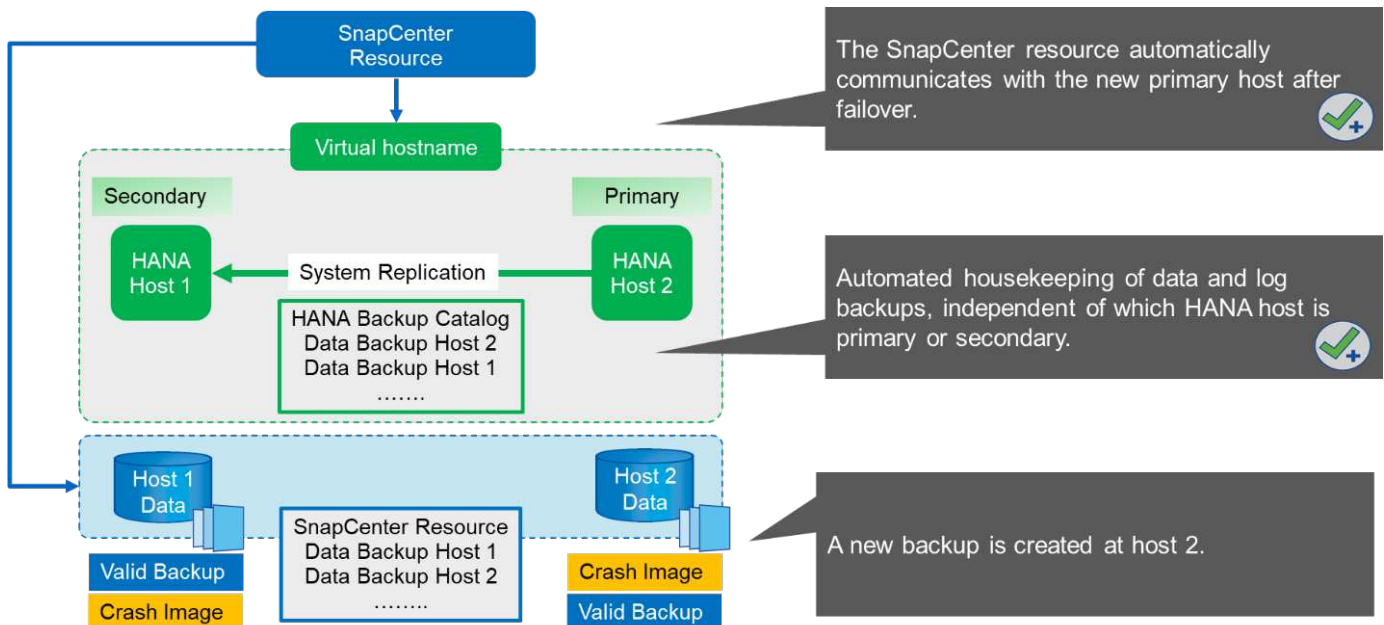 SnapCenter
Resource
Virtual hostname
Secondary
Primary
HANA
Host 1
System Replication
HANA
Host 2
HANA Backup Catalog
Data Backup Host 2
Data Backup Host 1
.......
Host 1
Data
Host 2
Data
SnapCenter Resource
Data Backup Host 1
Data Backup Host 2
........
Valid Backup
Crash Image
Crash Image
Valid Backup
The SnapCenter resource automatically
communicates with the new primary host after
failover.
Automated housekeeping of data and log
backups, independent of which HANA host is
primary or secondary.
A new backup is created at host 2.